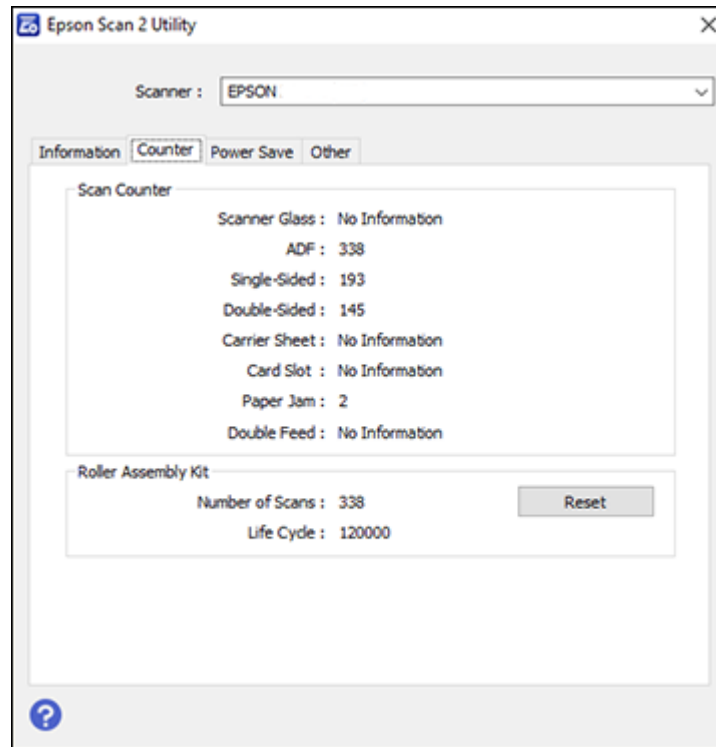 Epson Scan 2 Utility
Scanner : EPSON
Information Counter Power Save Other
Scan Counter
Scanner Glass : No Information
ADF : 338
Single-Sided : 193
Double-Sided : 145
Carrier Sheet : No Information
Card Slot : No Information
Paper Jam : 2
Double Feed : No Information
Roller Assembly Kit
Number of Scans : 338 Reset
Life Cycle : 120000
?